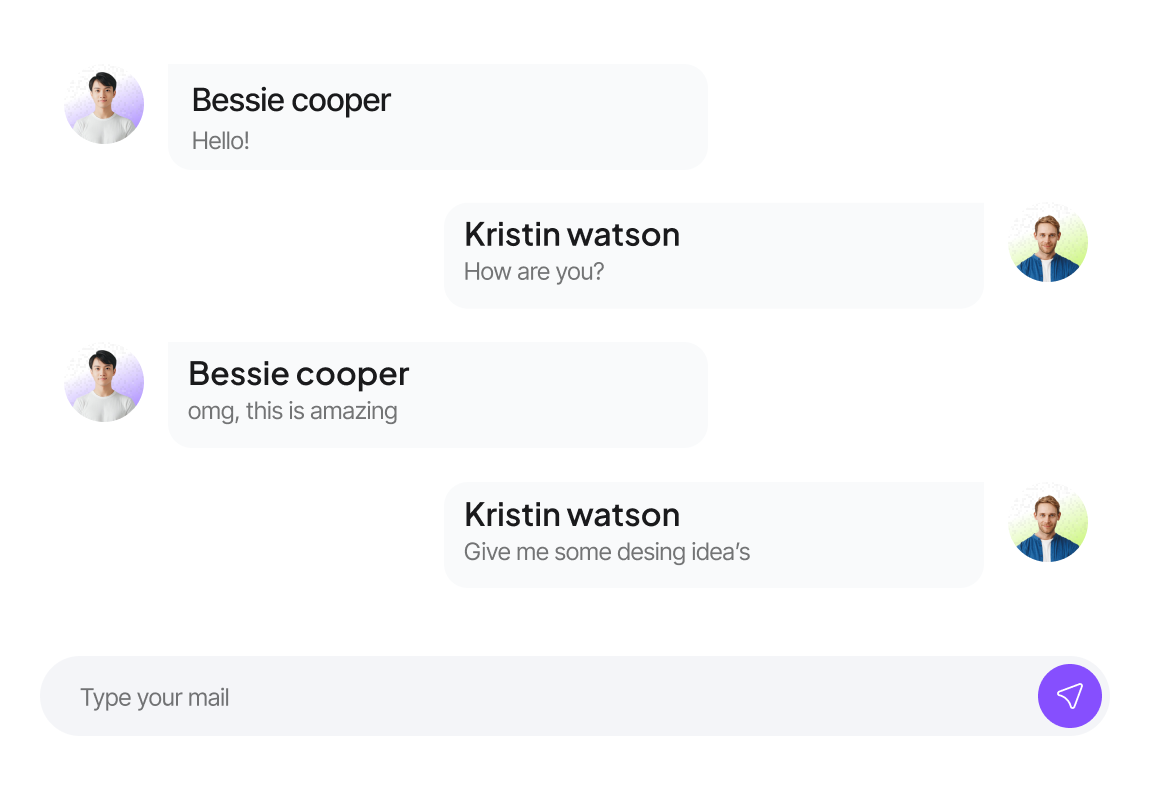 Bessie cooper
Hello!
Kristin watson
How are you?
Bessie cooper
omg, this is amazing
Kristin watson
Give me some desing idea’s
Type your mail